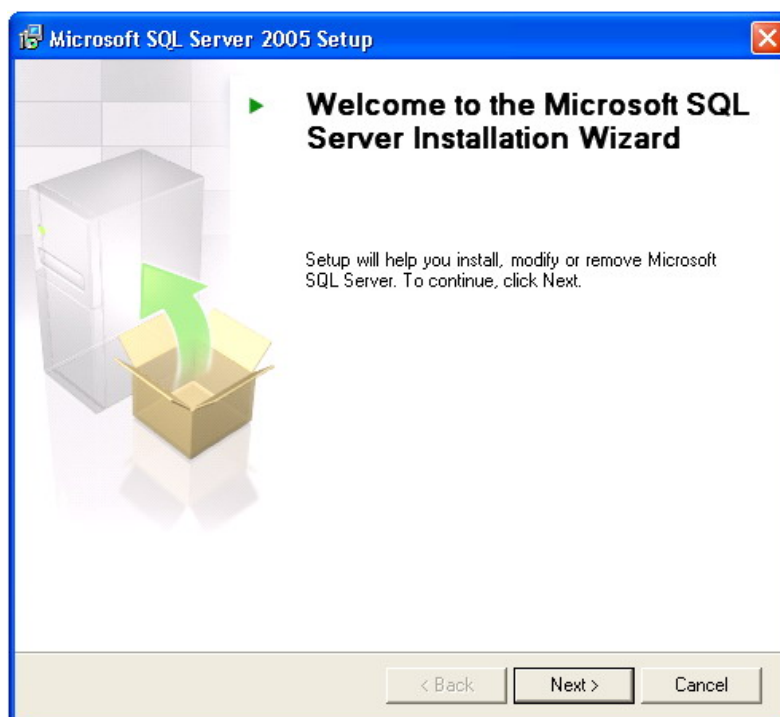 Microsoft SQL Server 2005 Setup
Welcome to the Microsoft SQL
Server Installation Wizard
Setup will help you install, modify or remove Microsoft
SQL Server. To continue, click Next.
< Back
Next >
Cancel